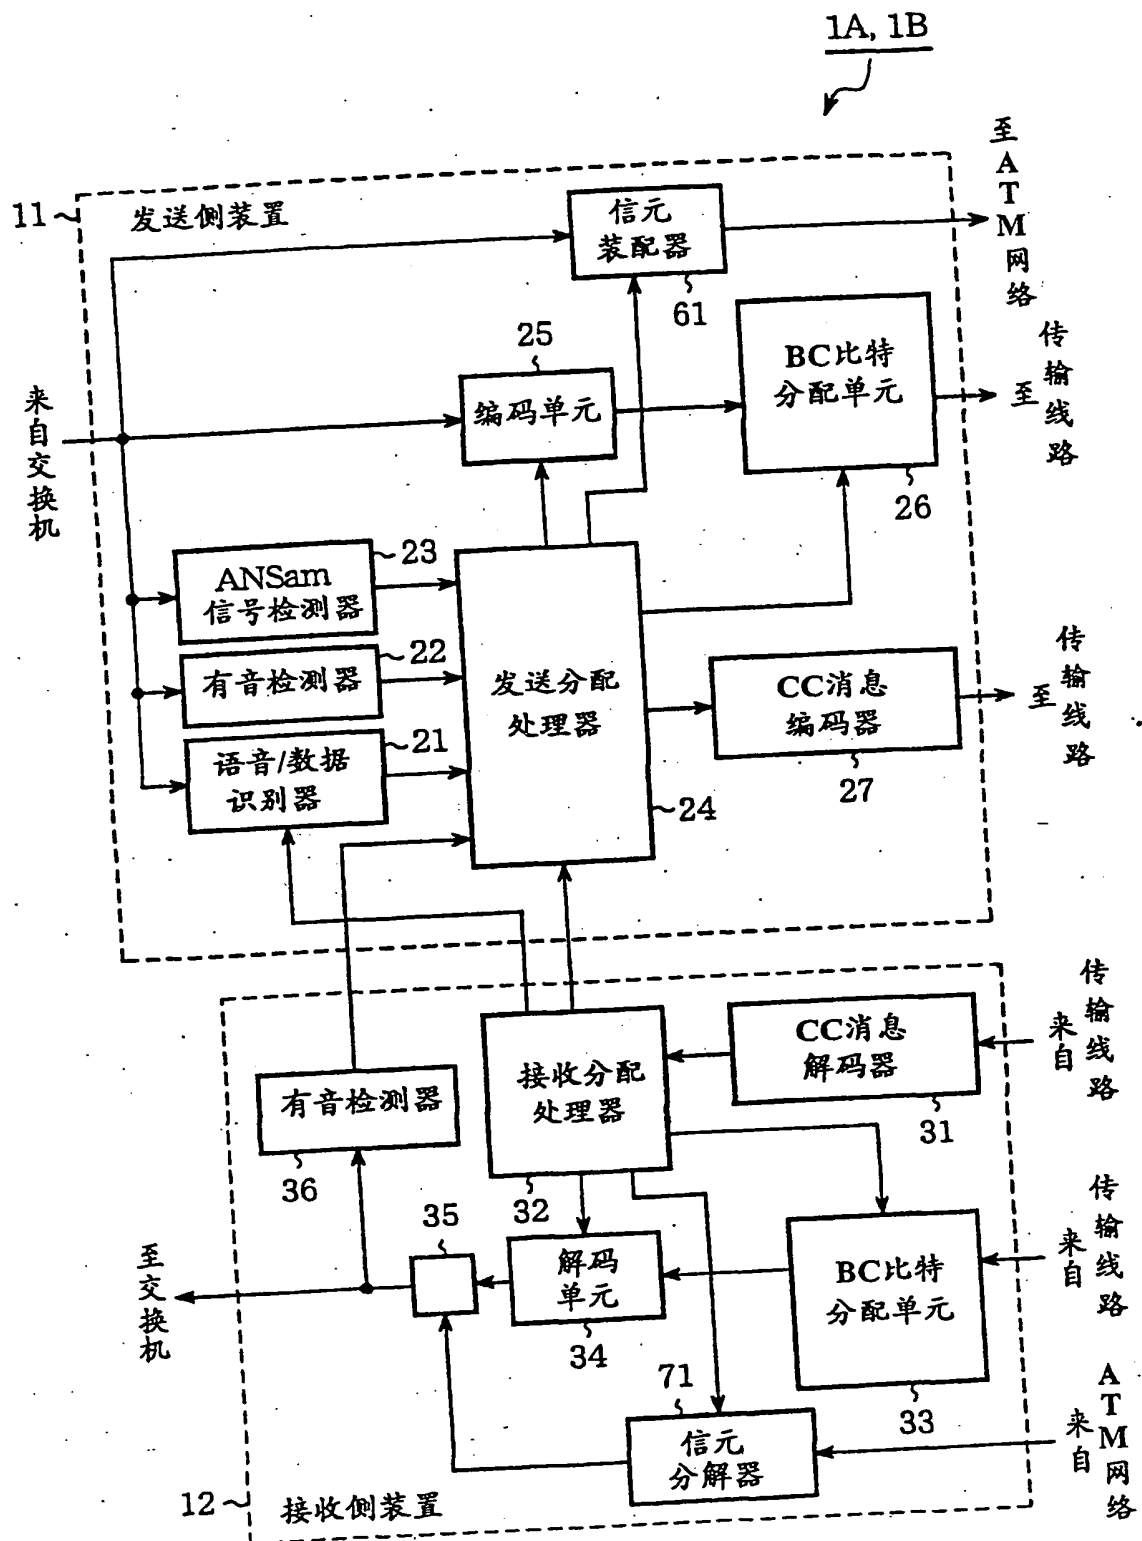 1A, 1B
11
发送侧装置
信元
装配器
61
至ATM网络
25
编码单元
BC比特
分配单元
26
至传输线路
来自交换机
ANSam
信号检测器
23
有音检测器
22
语音/数据
识别器
21
发送分配
处理器
24
CC消息
编码器
27
至传输线路
接收分配
处理器
32
CC消息
解码器
31
来自传输线路
有音检测器
36
35
解码
单元
34
BC比特
分配单元
33
来自传输线路
至交换机
71
信元
分解器
来自ATM网络
12
接收侧装置